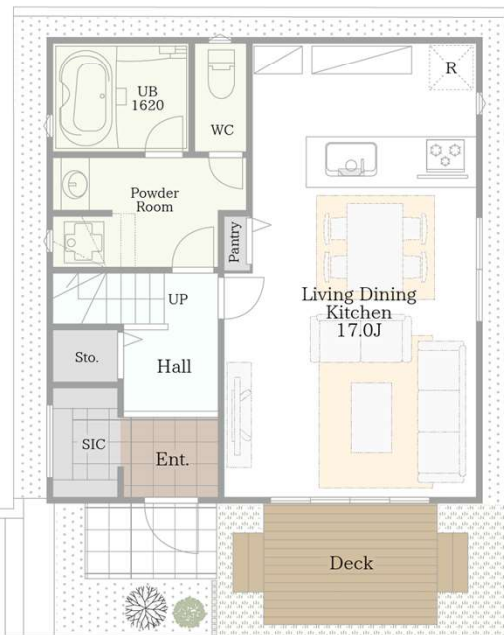 UB
1620
WC
R
Powder
Room
Pantry
UP
Living Dining
Kitchen
17.0J
Sto.
Hall
SIC
Ent.
Deck